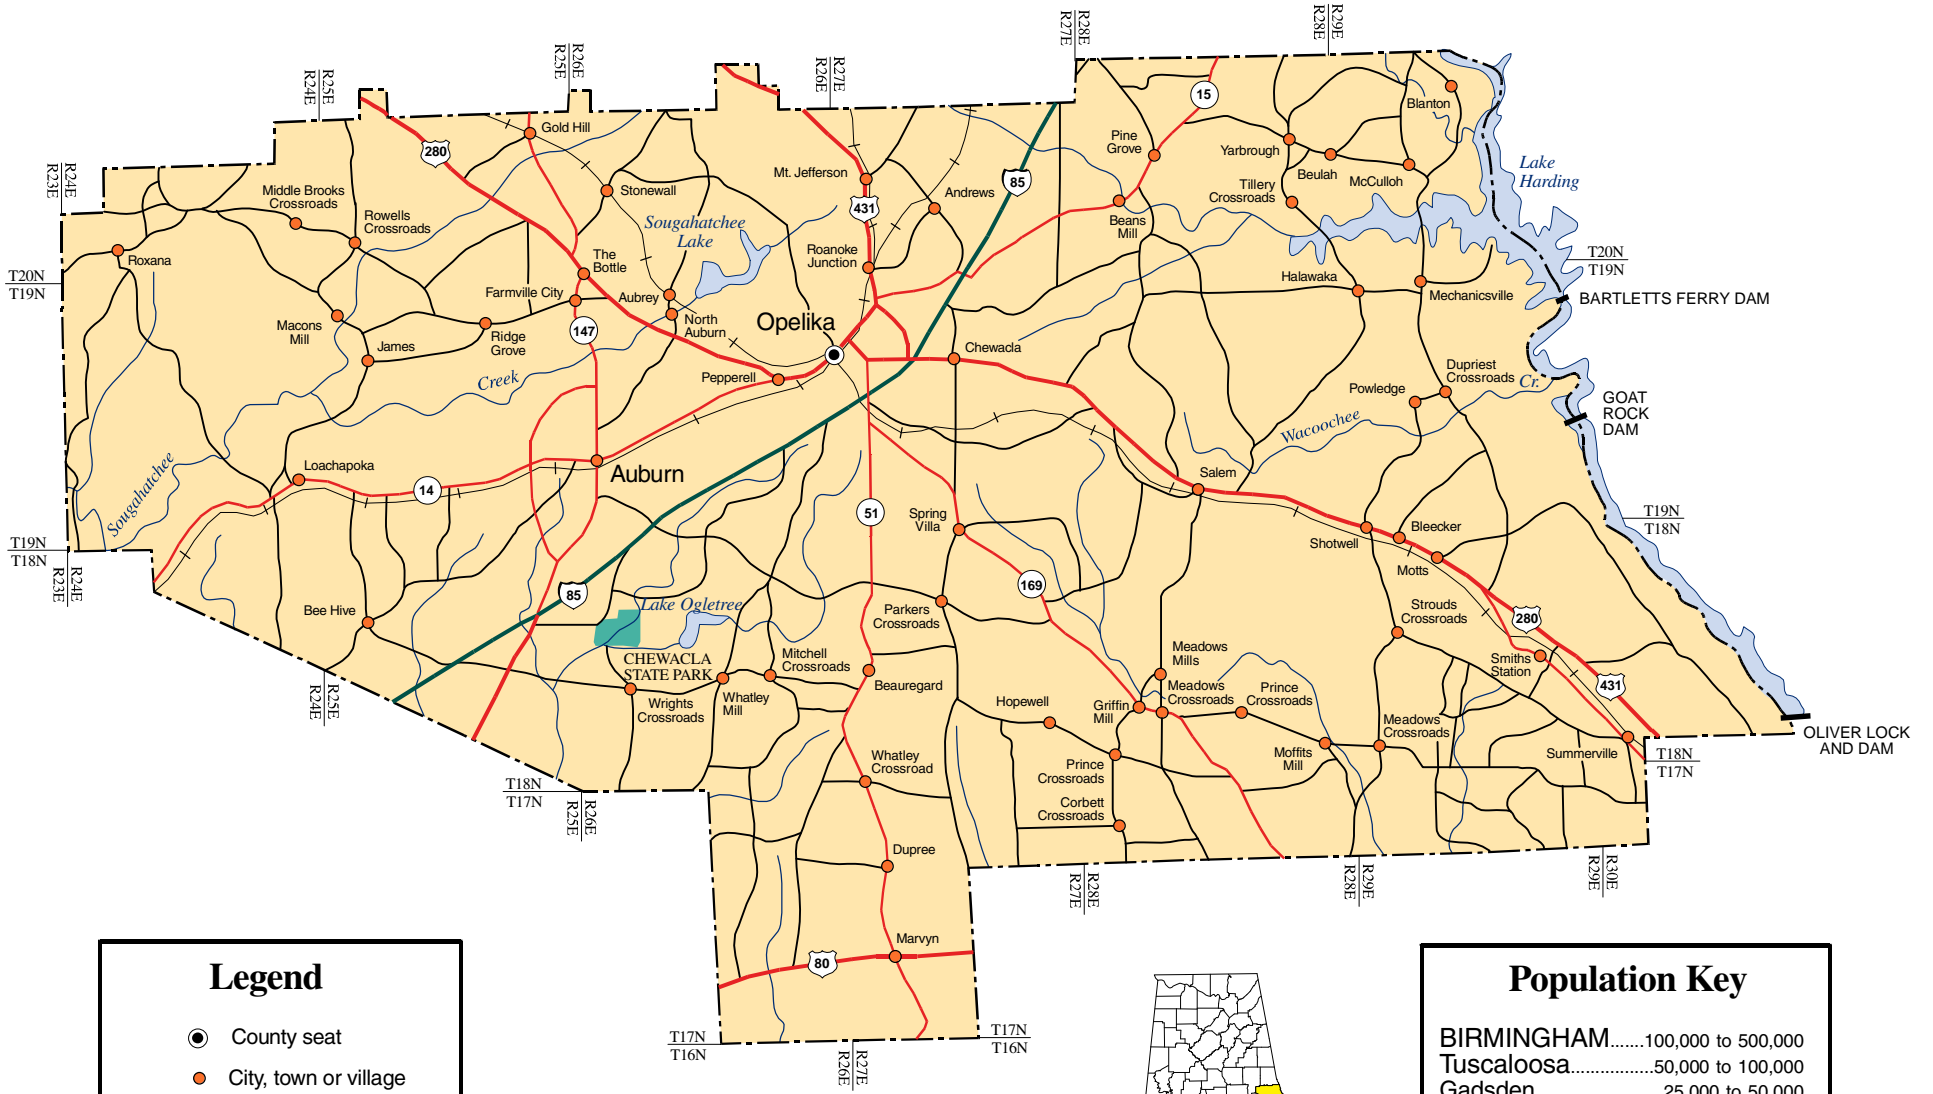 R24E
R25E
R25E
R26E
R26E
R27E
R27E
R28E
R28E
R29E
R23E
R24E
T20N
T19N
T19N
T18N
R23E
R24E
280
Gold Hill
Middle Brooks
Crossroads
Rowells
Crossroads
Roxana
Stonewall
Sougahatchee
Lake
Mt. Jefferson
431
Andrews
85
Roanoke
Junction
15
Pine
Grove
Beans
Mill
Yarbrough
Beulah
McCulloh
Blanton
Tillery
Crossroads
Lake
Harding
T20N
T19N
BARTLETTS FERRY DAM
Halawaka
Mechanicsville
The
Bottle
Farmville City
Aubrey
North
Auburn
147
Macons
Mill
James
Ridge
Grove
Creek
Opelika
Pepperell
Chewacla
Powledge
Dupriest
Crossroads
Cr.
Wacoochee
GOAT
ROCK
DAM
Sougahatchee
Loachapoka
14
Auburn
51
Spring
Villa
Salem
Shotwell
Bleecker
Motts
T19N
T18N
169
85
Bee Hive
Lake Ogletree
CHEWACLA
STATE PARK
Parkers
Crossroads
Mitchell
Crossroads
Beauregard
Wrights
Crossroads
Whatley
Mill
Strouds
Crossroads
280
Smiths
Station
431
Meadows
Mills
Meadows
Crossroads
Prince
Crossroads
Hopewell
Griffin
Mill
Prince
Crossroads
Corbett
Crossroads
Moffits
Mill
Meadows
Crossroads
Summerville
OLIVER LOCK
AND DAM
T18N
T17N
R24E
R25E
T18N
T17N
R25E
R26E
Whatley
Crossroad
Dupree
Marvyn
80
R27E
R28E
R28E
R29E
R29E
R30E
T17N
T16N
T17N
T16N
R26E
R27E
Legend
County seat
City, town or village
Population Key
BIRMINGHAM.......100,000 to 500,000
Tuscaloosa.................50,000 to 100,000
Gadsden 25,000 to 50,000